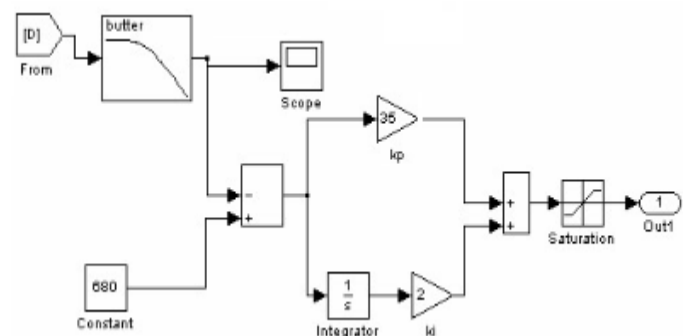 [D]
From
butter
Scope
35
kp
−
+
680
Constant
1
s
Integrator
2
ki
+
+
Saturation
1
Out1